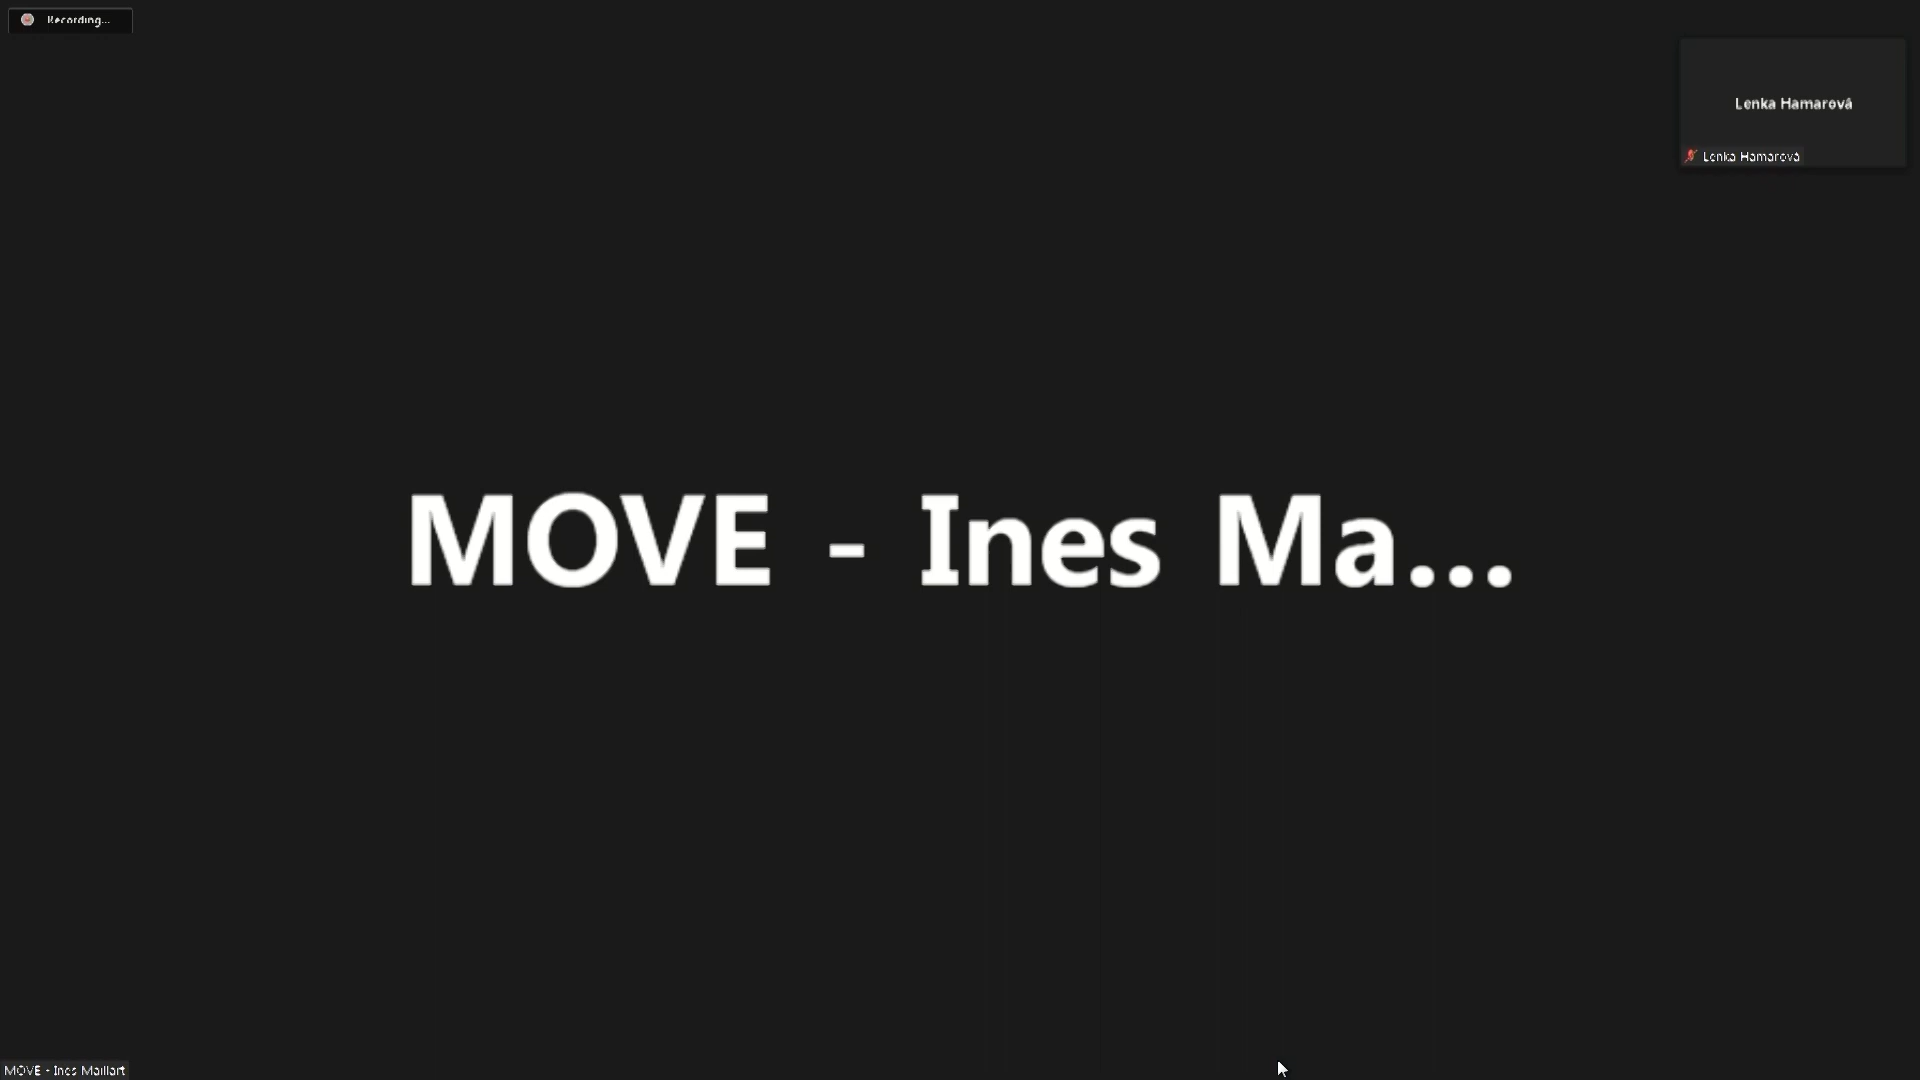 Recording...
Lenka Hamarová
Lenka Hamarová
MOVE - Ines Ma...
MOVE - Ines Maillart